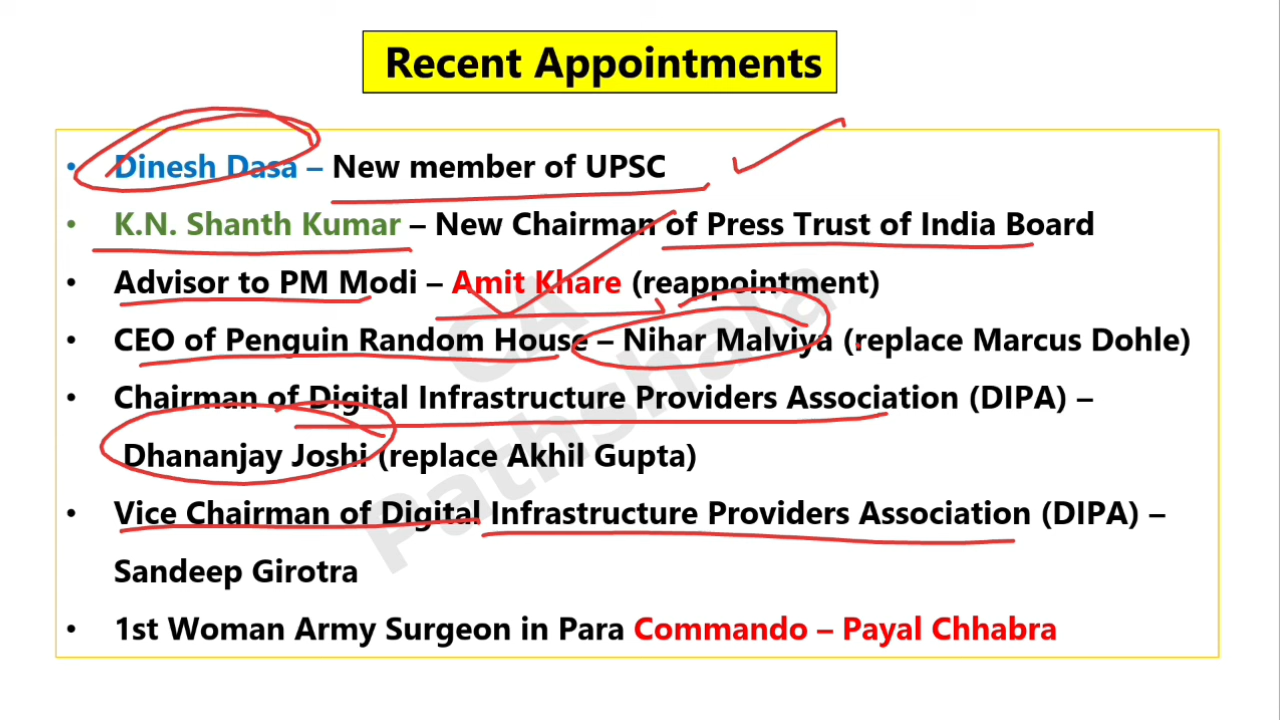 Recent Appointments
• Dinesh Dasa – New member of UPSC
• K.N. Shanth Kumar – New Chairman of Press Trust of India Board
• Advisor to PM Modi – Amit Khare (reappointment)
• CEO of Penguin Random House – Nihar Malviya (replace Marcus Dohle)
• Chairman of Digital Infrastructure Providers Association (DIPA) –
Dhananjay Joshi (replace Akhil Gupta)
• Vice Chairman of Digital Infrastructure Providers Association (DIPA) –
Sandeep Girotra
• 1st Woman Army Surgeon in Para Commando – Payal Chhabra
CA
Pathshala